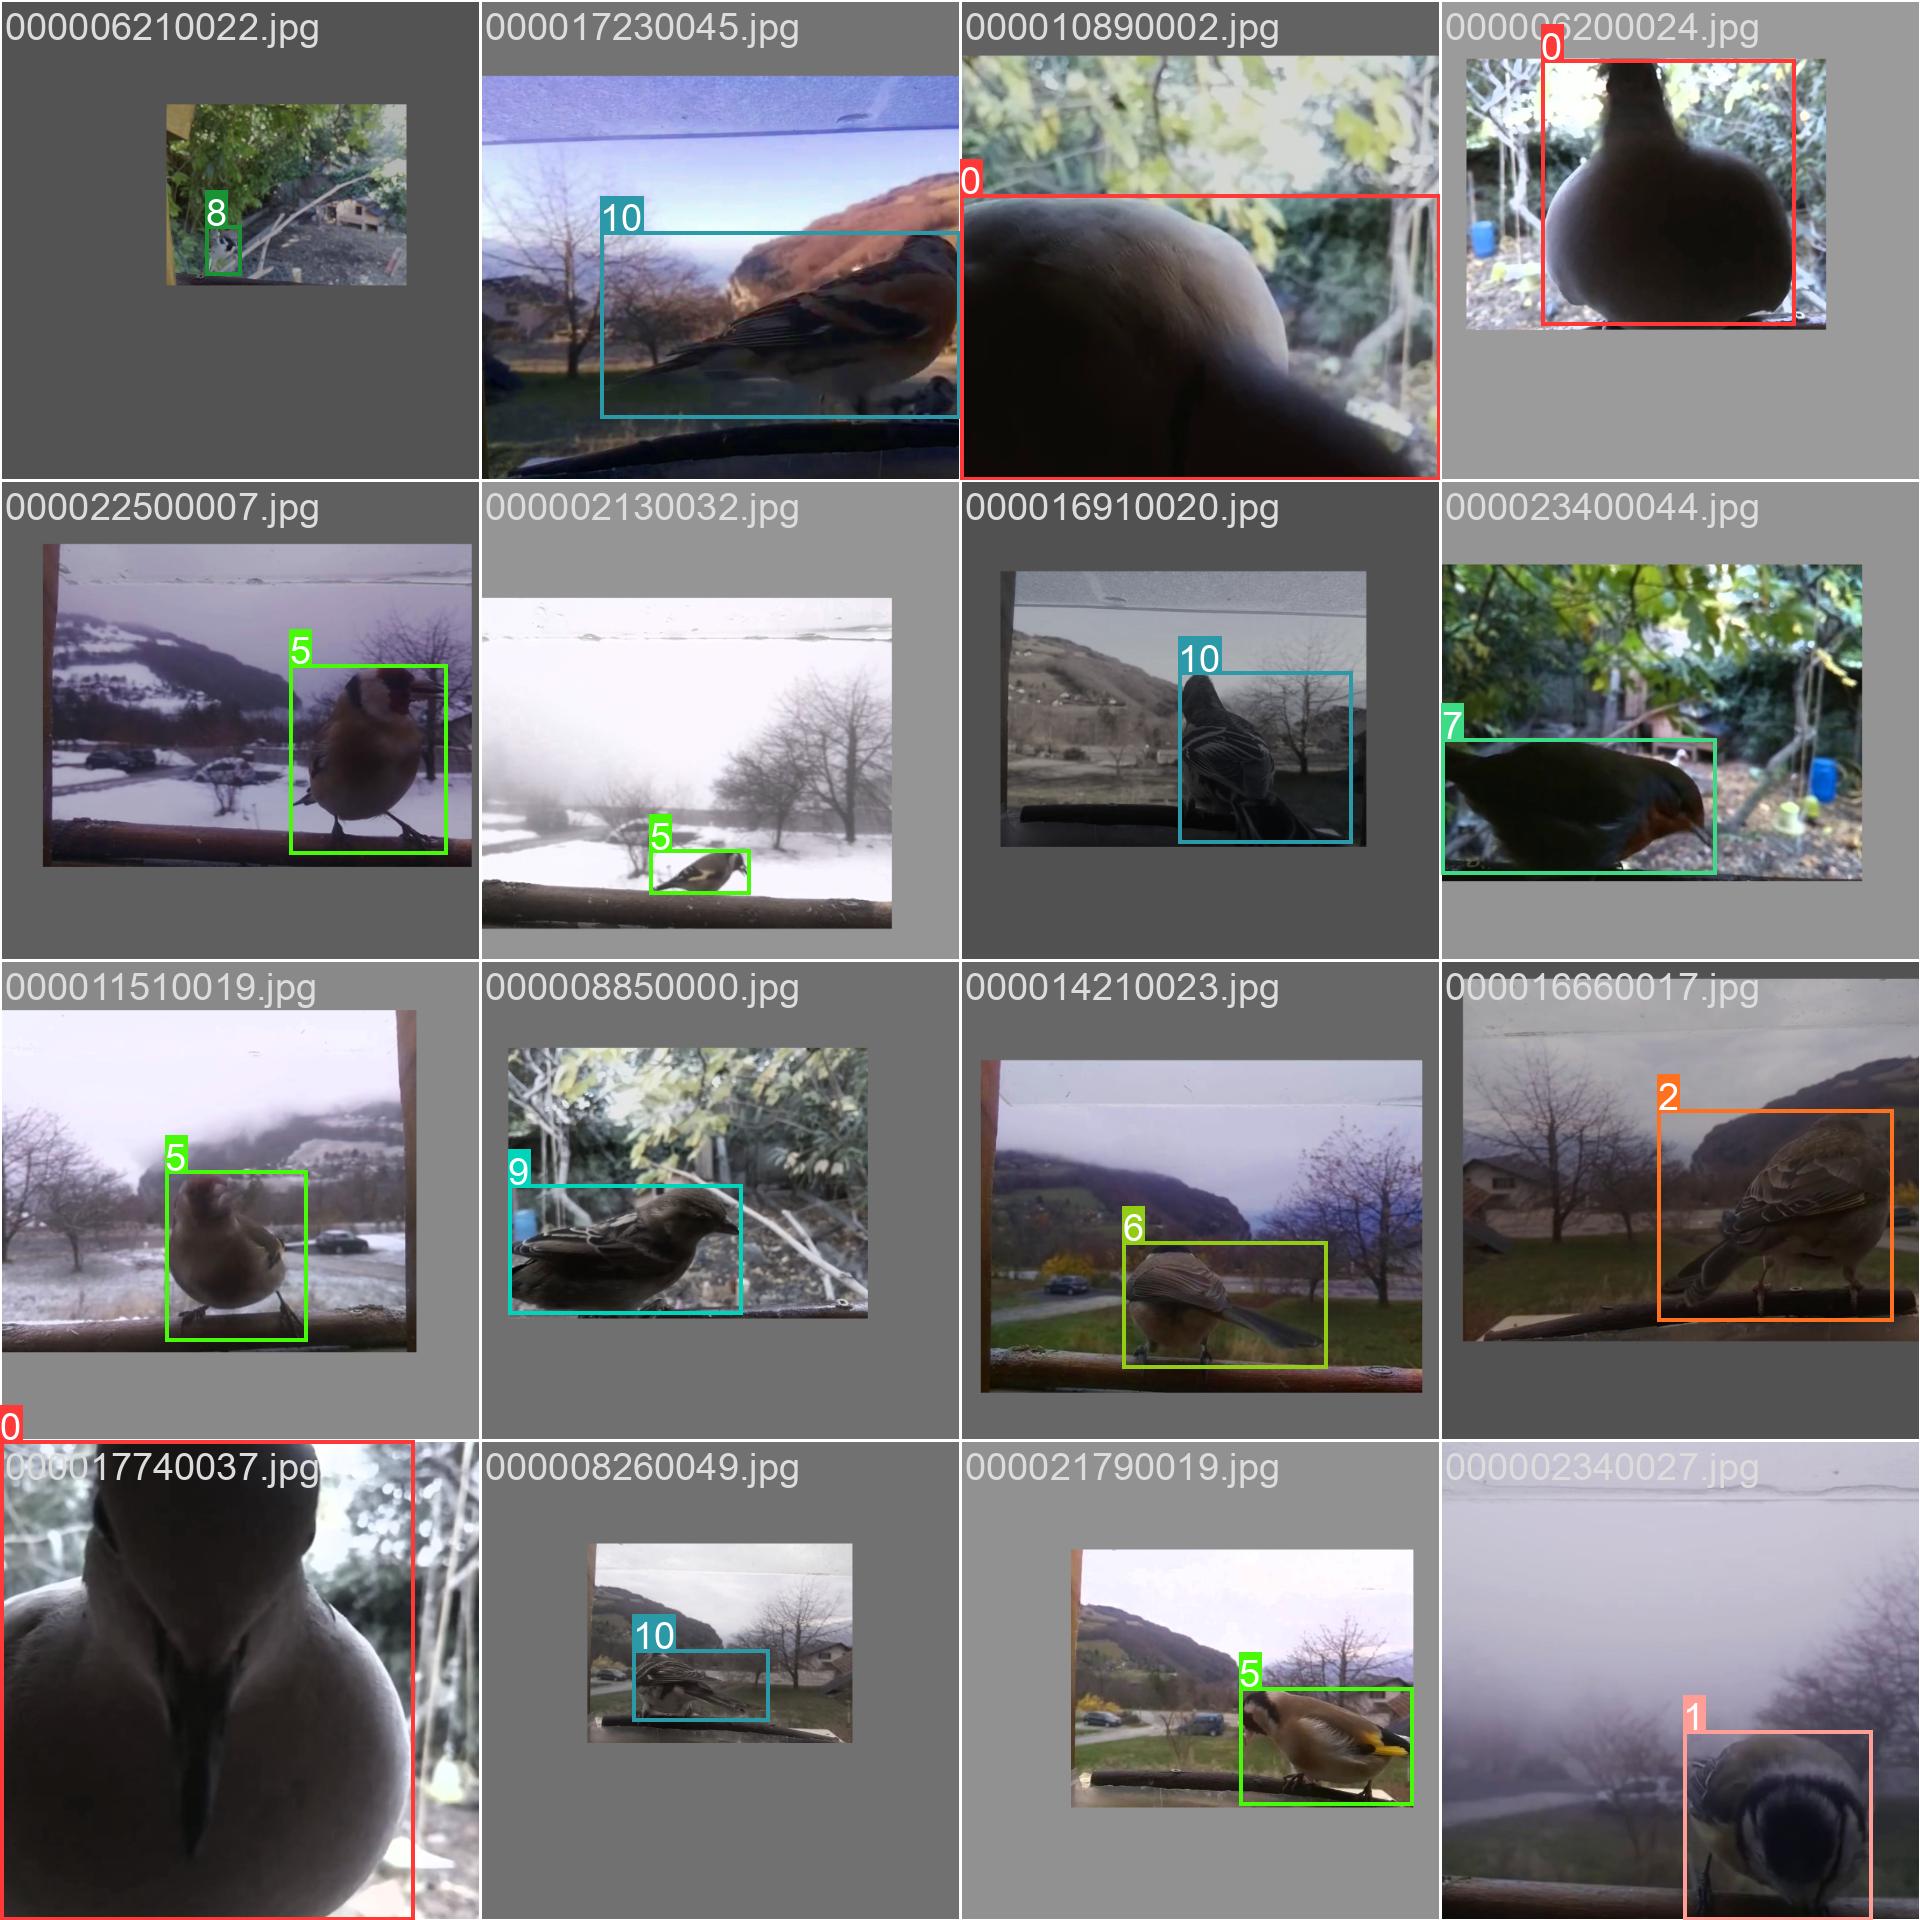 000006210022.jpg
000017230045.jpg
000010890002.jpg
000006200024.jpg
8
10
0
0
000022500007.jpg
000002130032.jpg
000016910020.jpg
000023400044.jpg
5
5
10
7
000011510019.jpg
000008850000.jpg
000014210023.jpg
000016660017.jpg
5
9
6
2
0
000017740037.jpg
000008260049.jpg
000021790019.jpg
000002340027.jpg
10
5
1